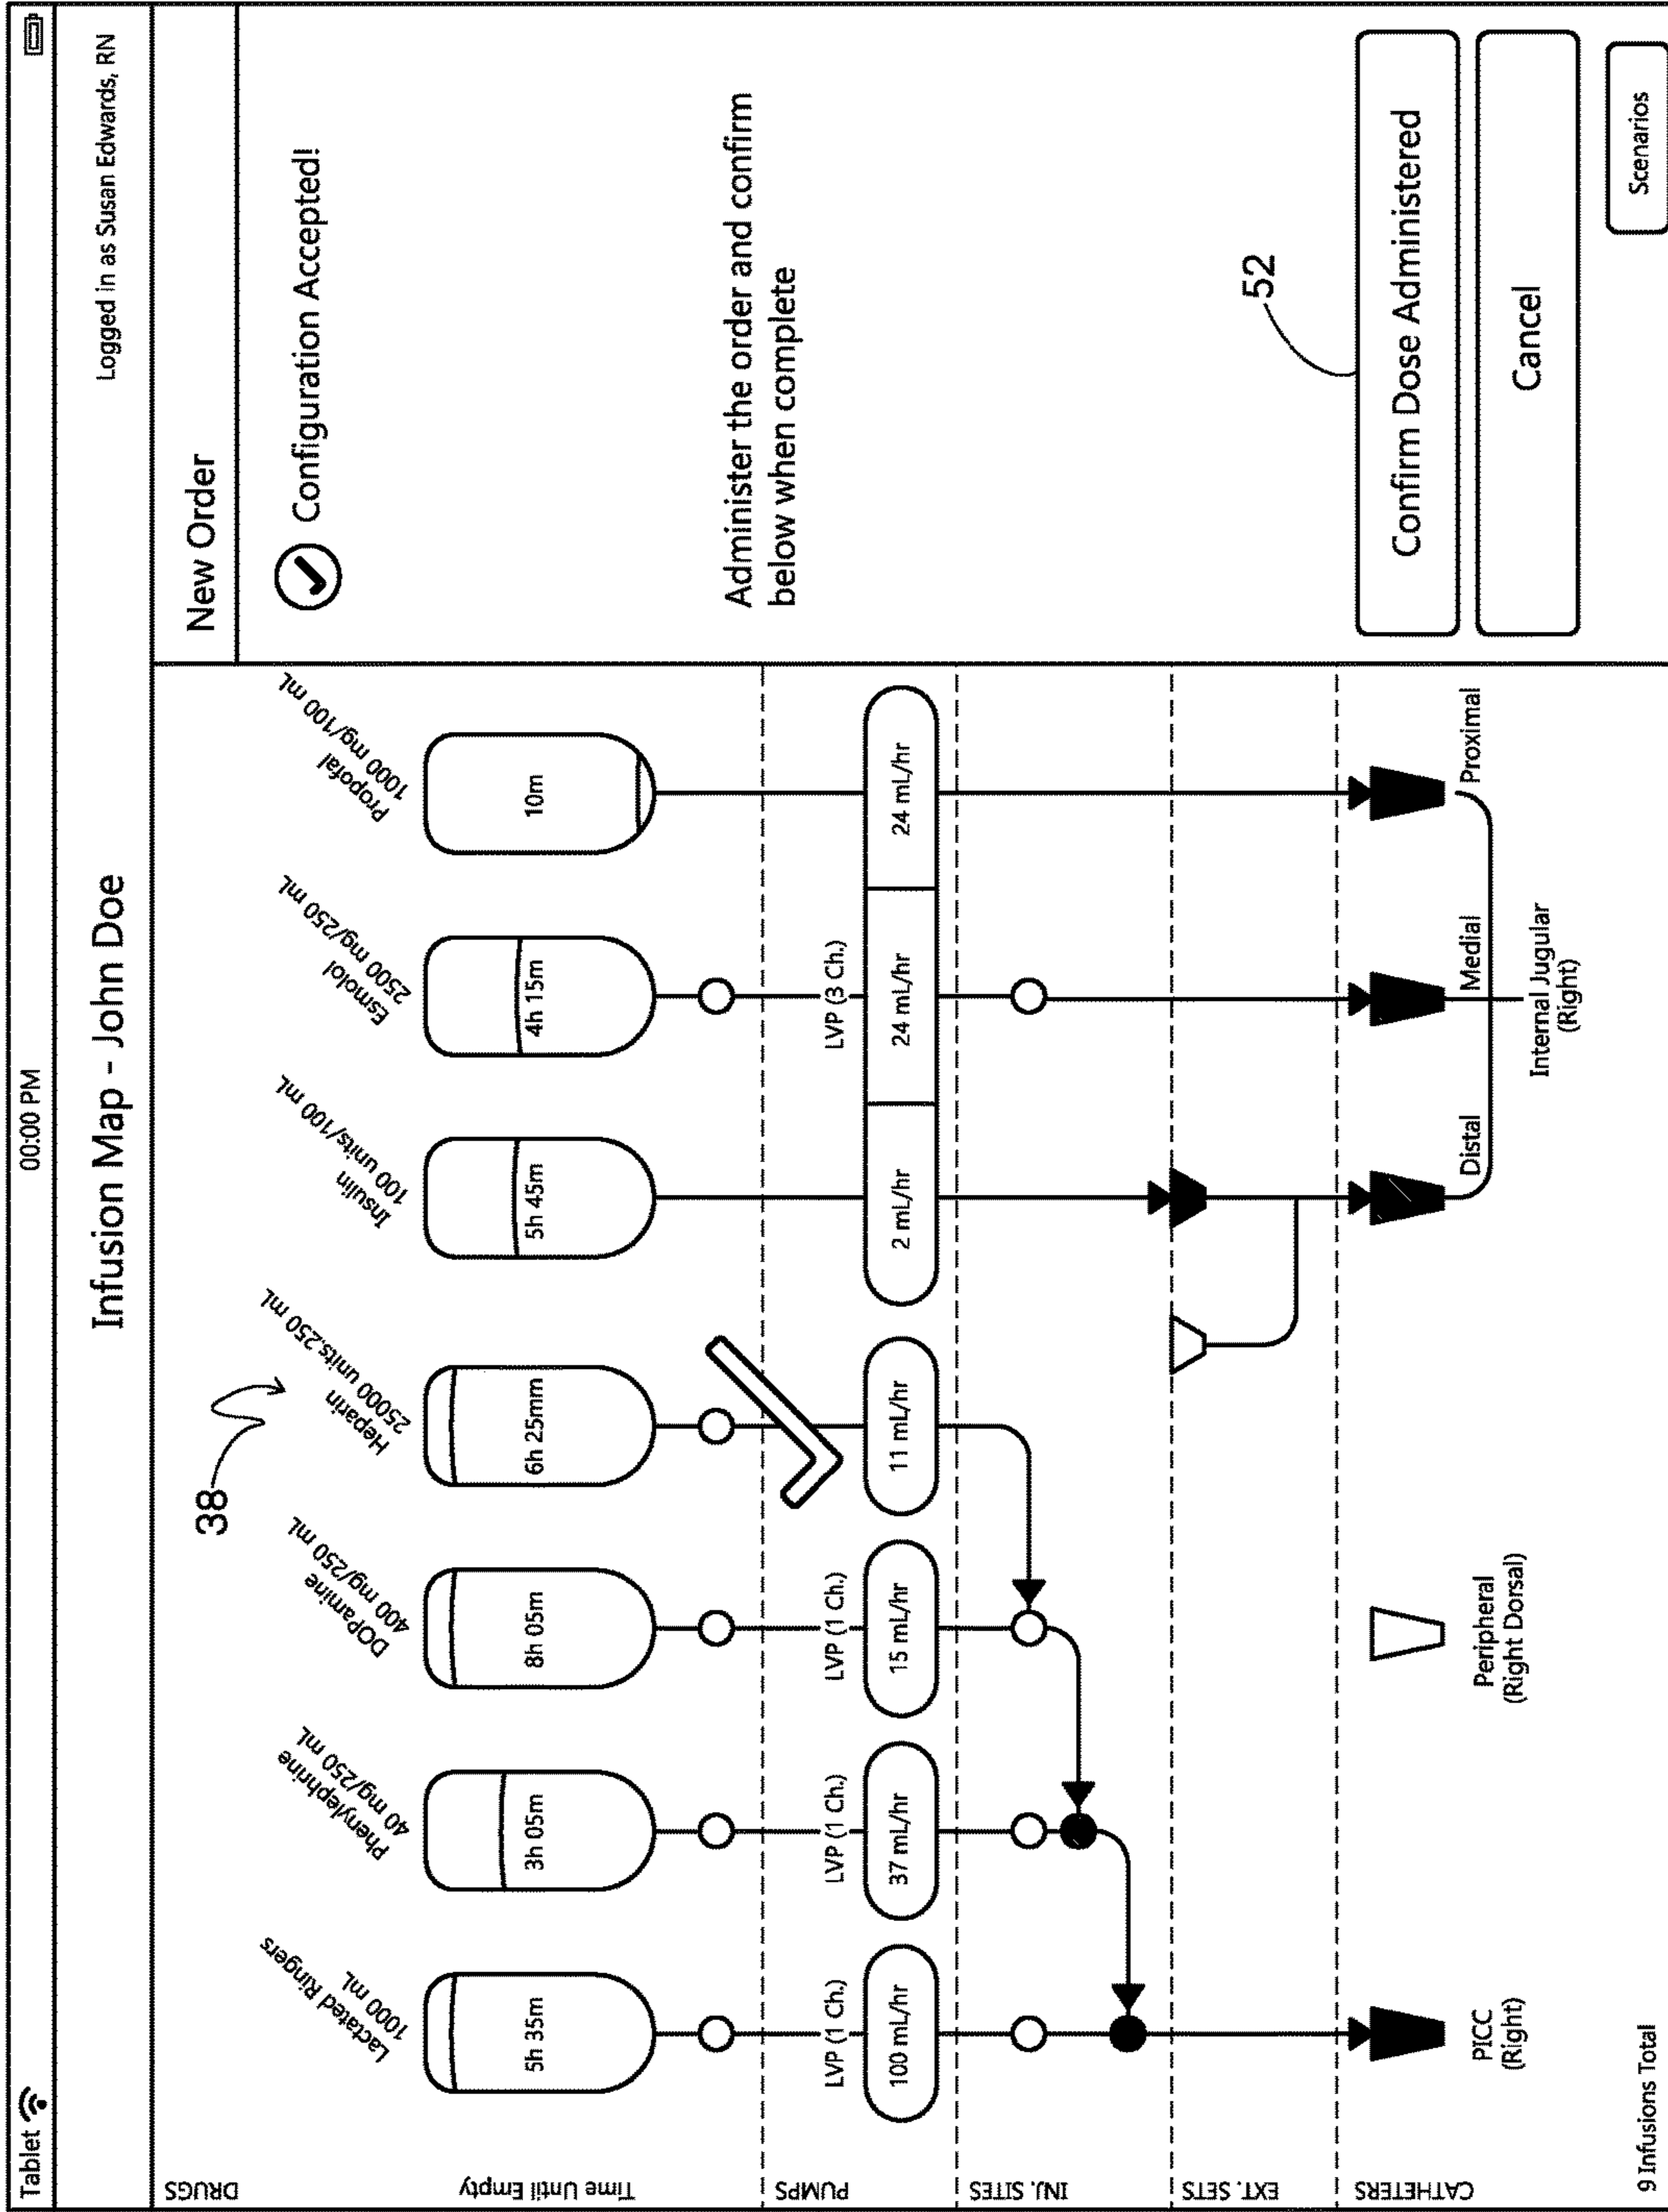 Tablet
00:00 PM
Infusion Map - John Doe
Logged in as Susan Edwards, RN
DRUGS
38
Lactated Ringers
1000 mL
Phenylephrine
40 mg/250 mL
DOPamine
400 mg/250 mL
Heparin
25000 units.250 mL
Insulin
100 units/100 mL
Esmolol
2500 mg/250 mL
Propofal
1000 mg/100 mL
Time Until Empty
5h 35m
3h 05m
8h 05m
6h 25mm
5h 45m
4h 15m
10m
PUMPS
LVP (1 Ch.)
LVP (1 Ch.)
LVP (1 Ch.)
LVP (3 Ch.)
100 mL/hr
37 mL/hr
15 mL/hr
11 mL/hr
2 mL/hr
24 mL/hr
24 mL/hr
INJ. SITES
EXT. SETS
CATHETERS
PICC
(Right)
Peripheral
(Right Dorsal)
Distal
Medial
Proximal
Internal Jugular
(Right)
9 Infusions Total
New Order
Configuration Accepted!
Administer the order and confirm
below when complete
52
Confirm Dose Administered
Cancel
Scenarios